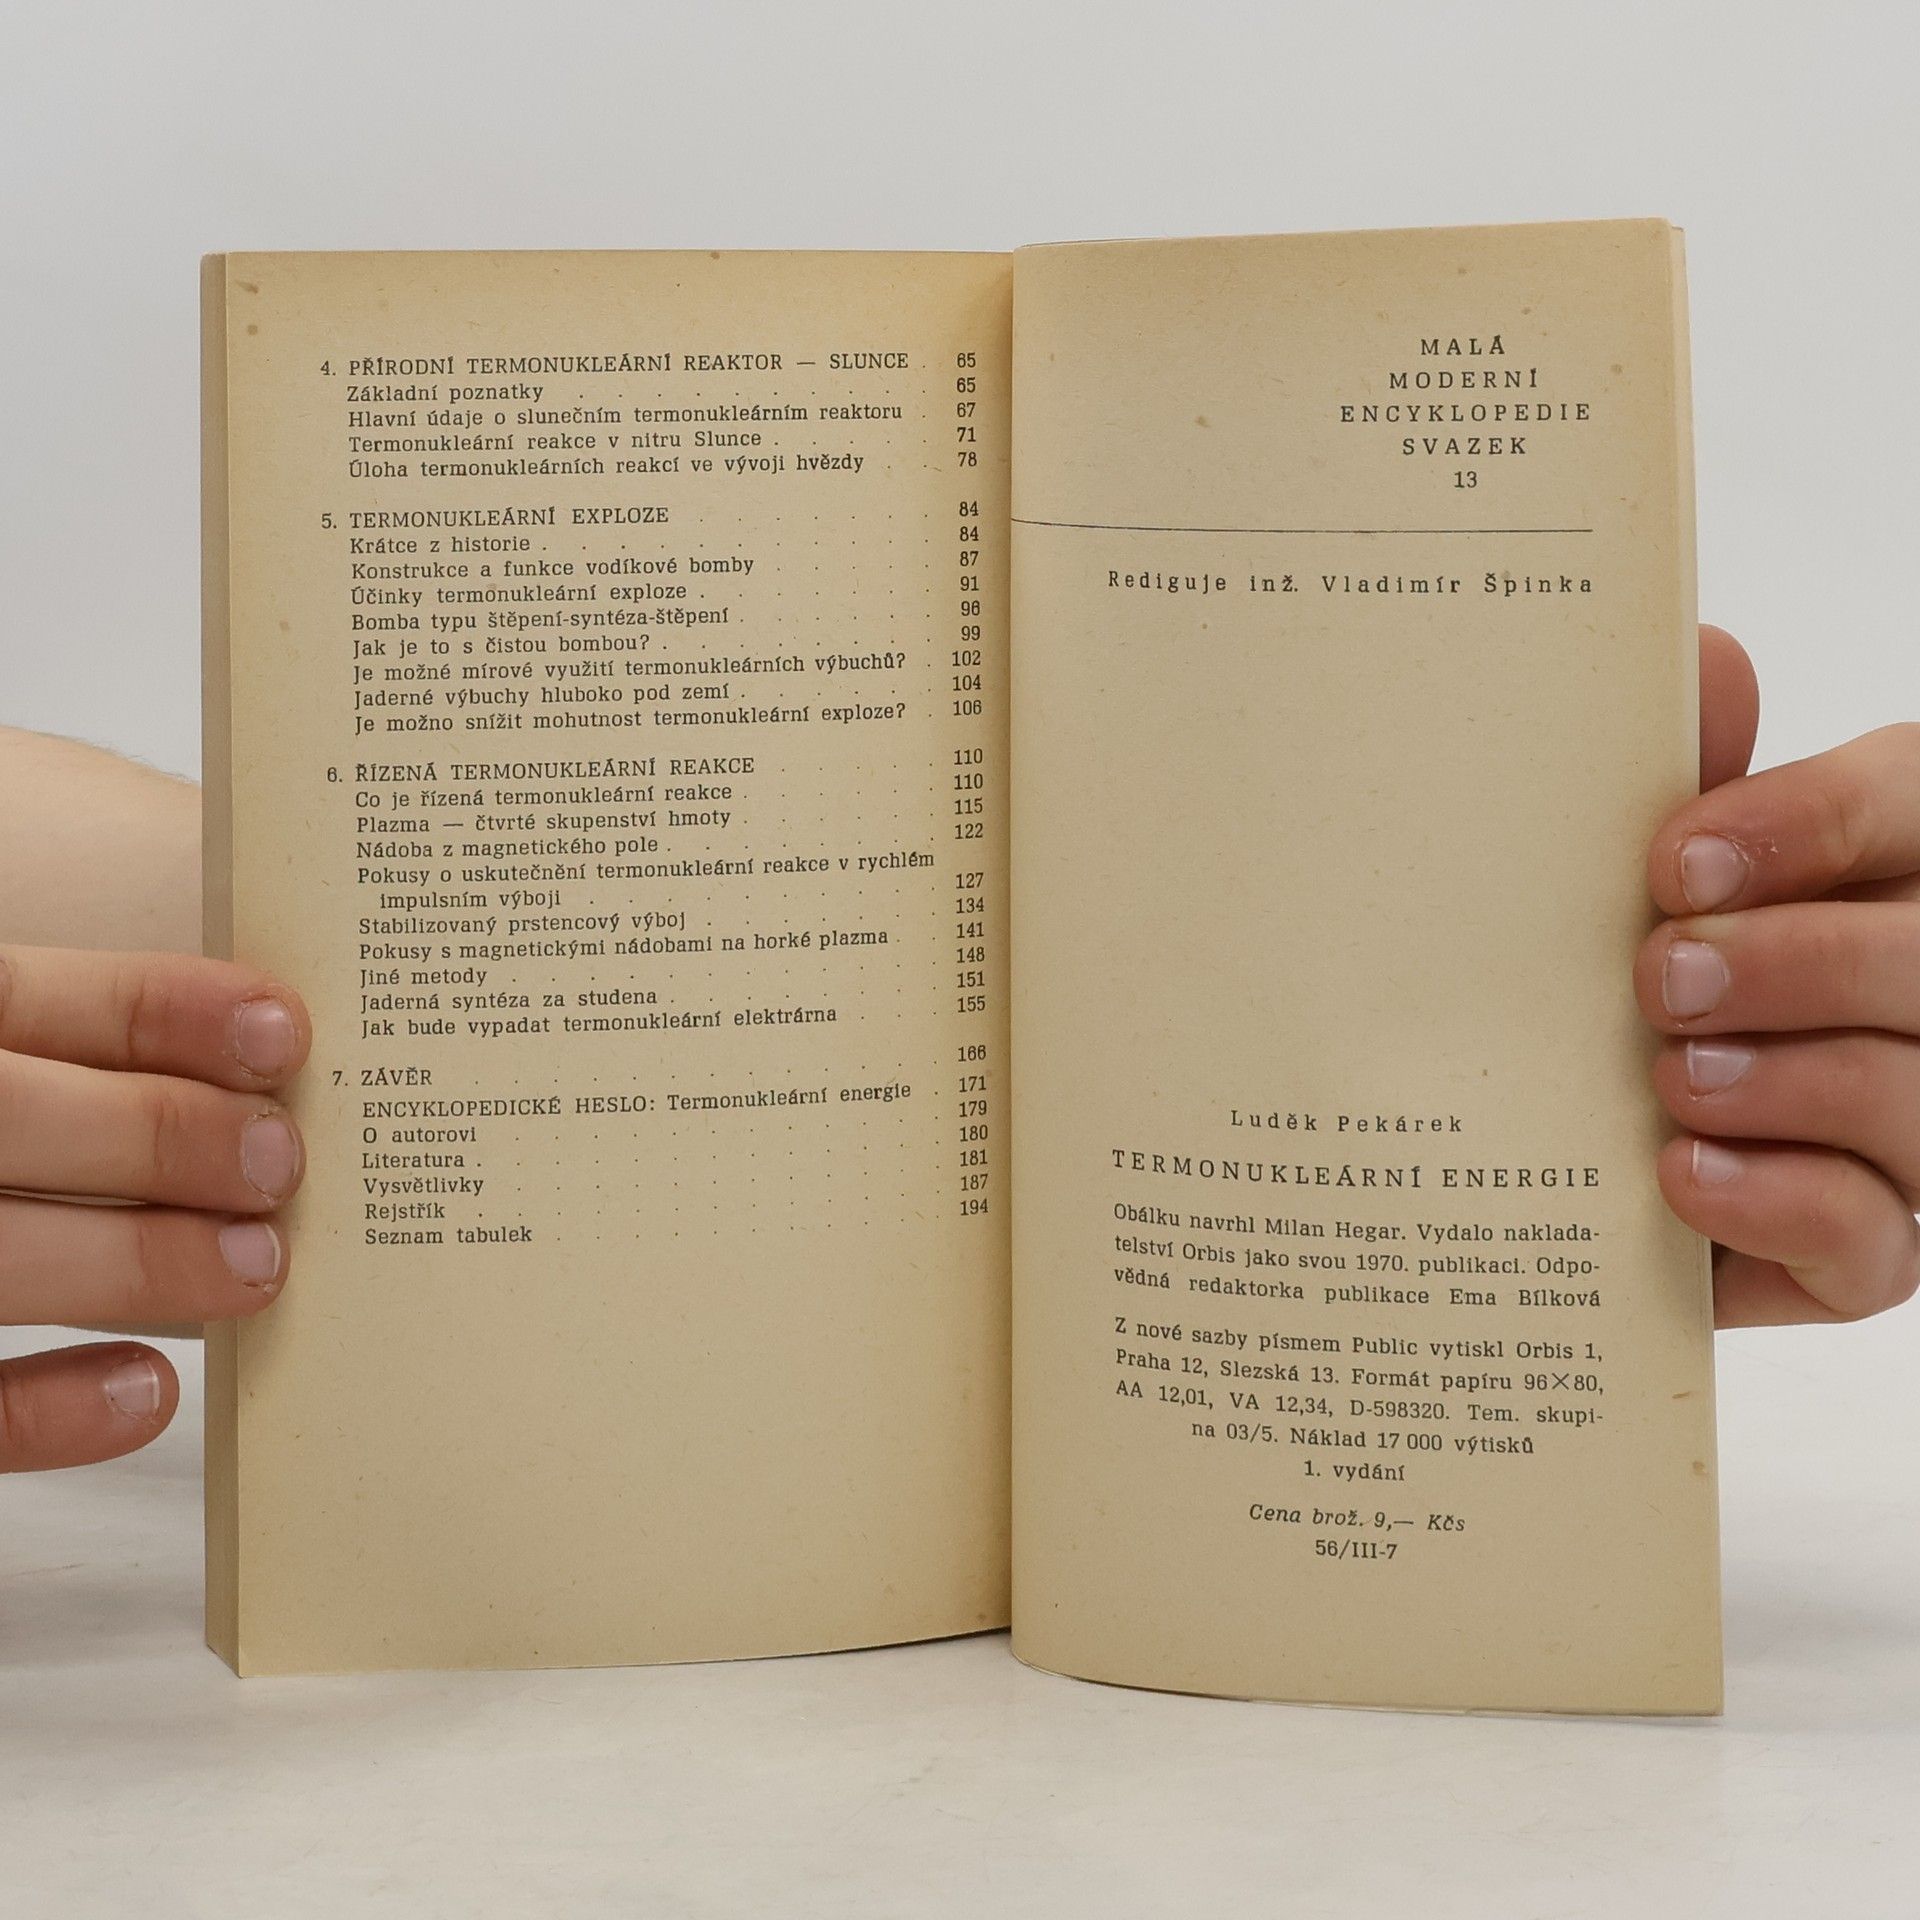 4. PŘÍRODNÍ TERMONUKLEÁRNÍ REAKTOR — SLUNCE . 65
Základní poznatky . . . . . . . . . 65
Hlavní údaje o slunečním termonukleárním reaktoru . 67
Termonukleární reakce v nitru Slunce . . . . . 71
Úloha termonukleárních reakcí ve vývoji hvězdy . . 78
5. TERMONUKLEÁRNÍ EXPLOZE . . . . . . . 84
Krátce z historie . . . . . . . . . . . 84
Konstrukce a funkce vodíkové bomby . . . . . 87
Účinky termonukleární exploze . . . . . . . 91
Bomba typu štěpení-syntéza-štěpení . . . . . . 96
Jak je to s čistou bombou? . . . . . . . . 99
Je možné mírové využití termonukleárních výbuchů? . 102
Jaderné výbuchy hluboko pod zemí . . . . . . 104
Je možno snížit mohutnost termonukleární exploze? . 106
6. ŘÍZENÁ TERMONUKLEÁRNÍ REAKCE . . . . . 110
Co je řízená termonukleární reakce . . . . . . 110
Plazma — čtvrté skupenství hmoty . . . . . . 115
Nádoba z magnetického pole . . . . . . . . 122
Pokusy o uskutečnění termonukleární reakce v rychlém
impulsním výboji . . . . . . . . . . 127
Stabilizovaný prstencový výboj . . . . . . . 134
Pokusy s magnetickými nádobami na horké plazma . . 141
Jiné metody . . . . . . . . . . . . 148
Jaderná syntéza za studena . . . . . . . . 151
Jak bude vypadat termonukleární elektrárna . . . 155
7. ZÁVĚR . . . . . . . . . . . . 166
ENCYKLOPEDICKÉ HESLO: Termonukleární energie . 171
O autorovi . . . . . . . . . . . . 179
Literatura . . . . . . . . . . . . 180
Vysvětlivky . . . . . . . . . . . . 181
Rejstřík . . . . . . . . . . . . 187
Seznam tabulek . . . . . . . . . . 194
MALÁ
MODERNÍ
ENCYKLOPEDIE
SVAZEK
13
Rediguje inž. Vladimír Špinka
Luděk Pekárek
TERMONUKLEÁRNÍ ENERGIE
Obálku navrhl Milan Hegar. Vydalo naklada-
telství Orbis jako svou 1970. publikaci. Odpo-
vědná redaktorka publikace Ema Bílková
Z nové sazby písmem Public vytiskl Orbis 1,
Praha 12, Slezská 13. Formát papíru 96×80,
AA 12,01, VA 12,34, D-598320. Tem. skupi-
na 03/5. Náklad 17 000 výtisků
1. vydání
Cena brož. 9,— Kčs
56/III-7